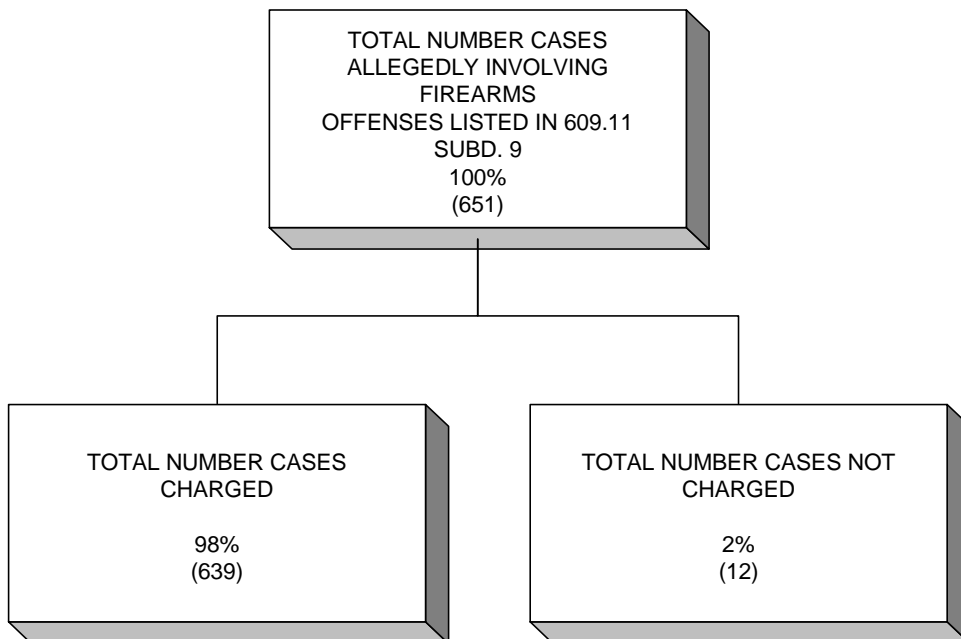 TOTAL NUMBER CASES
ALLEGEDLY INVOLVING
FIREARMS
OFFENSES LISTED IN 609.11
SUBD. 9
100%
(651)
TOTAL NUMBER CASES
CHARGED
98%
(639)
TOTAL NUMBER CASES NOT
CHARGED
2%
(12)